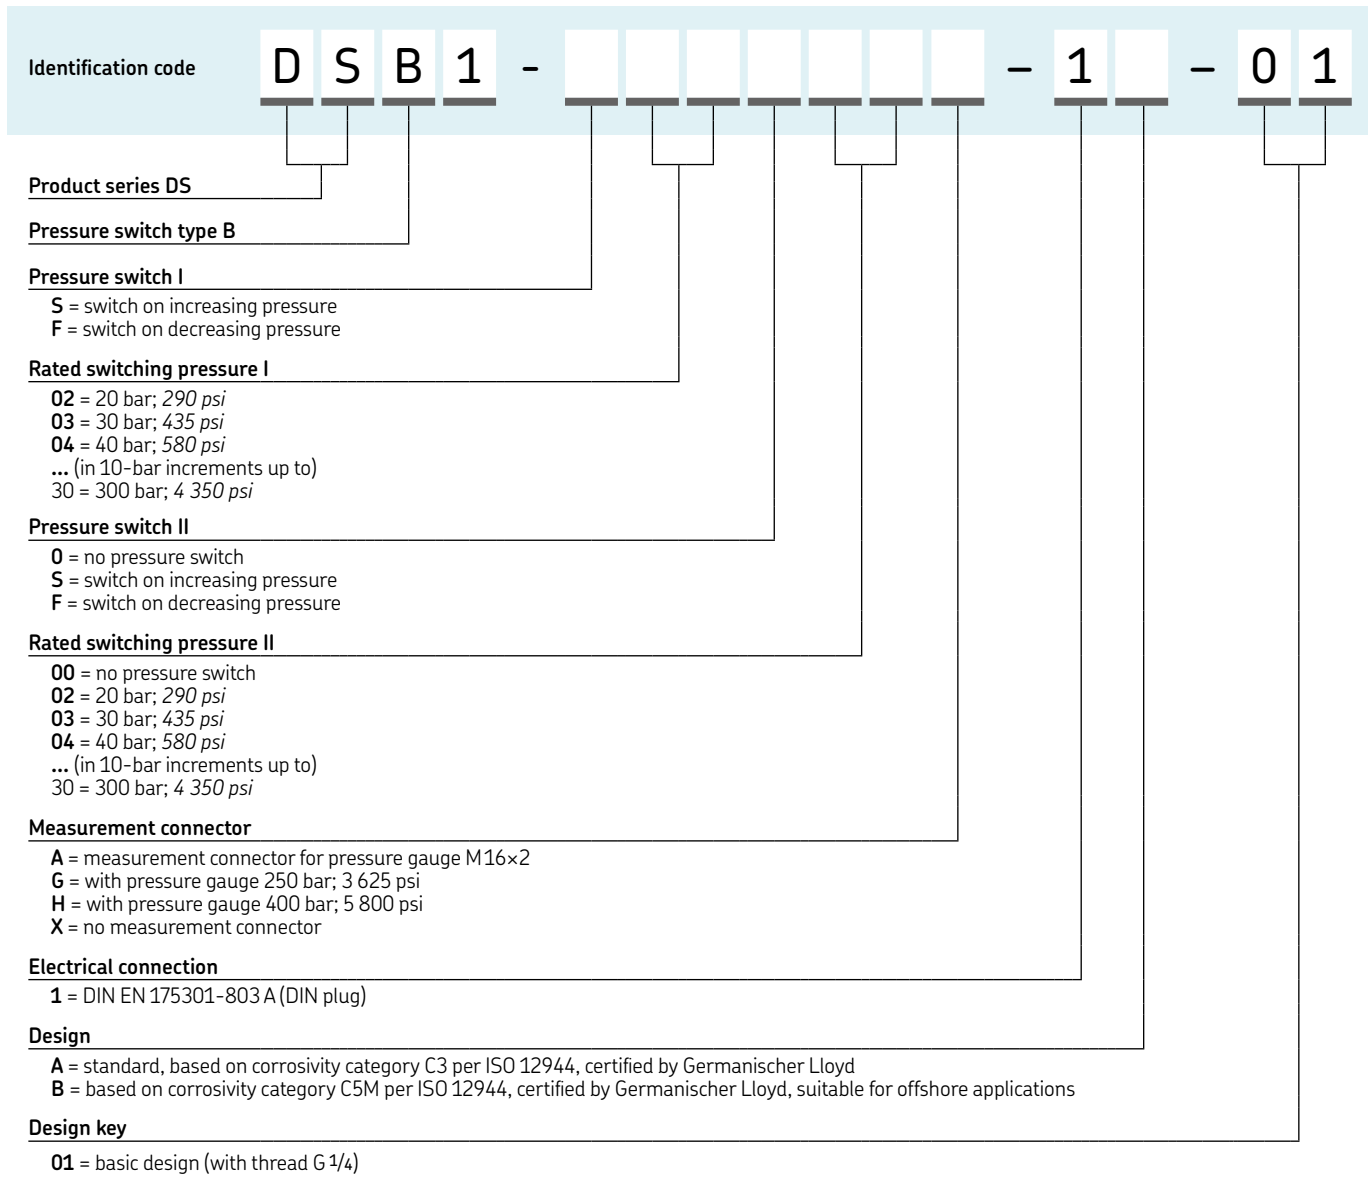 Identification code D S B 1 - – 1 – 0 1
Product series DS
Pressure switch type B
Pressure switch I
S = switch on increasing pressure
F = switch on decreasing pressure
Rated switching pressure I
02 = 20 bar; 290 psi
03 = 30 bar; 435 psi
04 = 40 bar; 580 psi
... (in 10-bar increments up to)
30 = 300 bar; 4 350 psi
Pressure switch II
0 = no pressure switch
S = switch on increasing pressure
F = switch on decreasing pressure
Rated switching pressure II
00 = no pressure switch
02 = 20 bar; 290 psi
03 = 30 bar; 435 psi
04 = 40 bar; 580 psi
... (in 10-bar increments up to)
30 = 300 bar; 4 350 psi
Measurement connector
A = measurement connector for pressure gauge M16×2
G = with pressure gauge 250 bar; 3 625 psi
H = with pressure gauge 400 bar; 5 800 psi
X = no measurement connector
Electrical connection
1 = DIN EN 175301-803 A (DIN plug)
Design
A = standard, based on corrosivity category C3 per ISO 12944, certified by Germanischer Lloyd
B = based on corrosivity category C5M per ISO 12944, certified by Germanischer Lloyd, suitable for offshore applications
Design key
01 = basic design (with thread G 1/4)